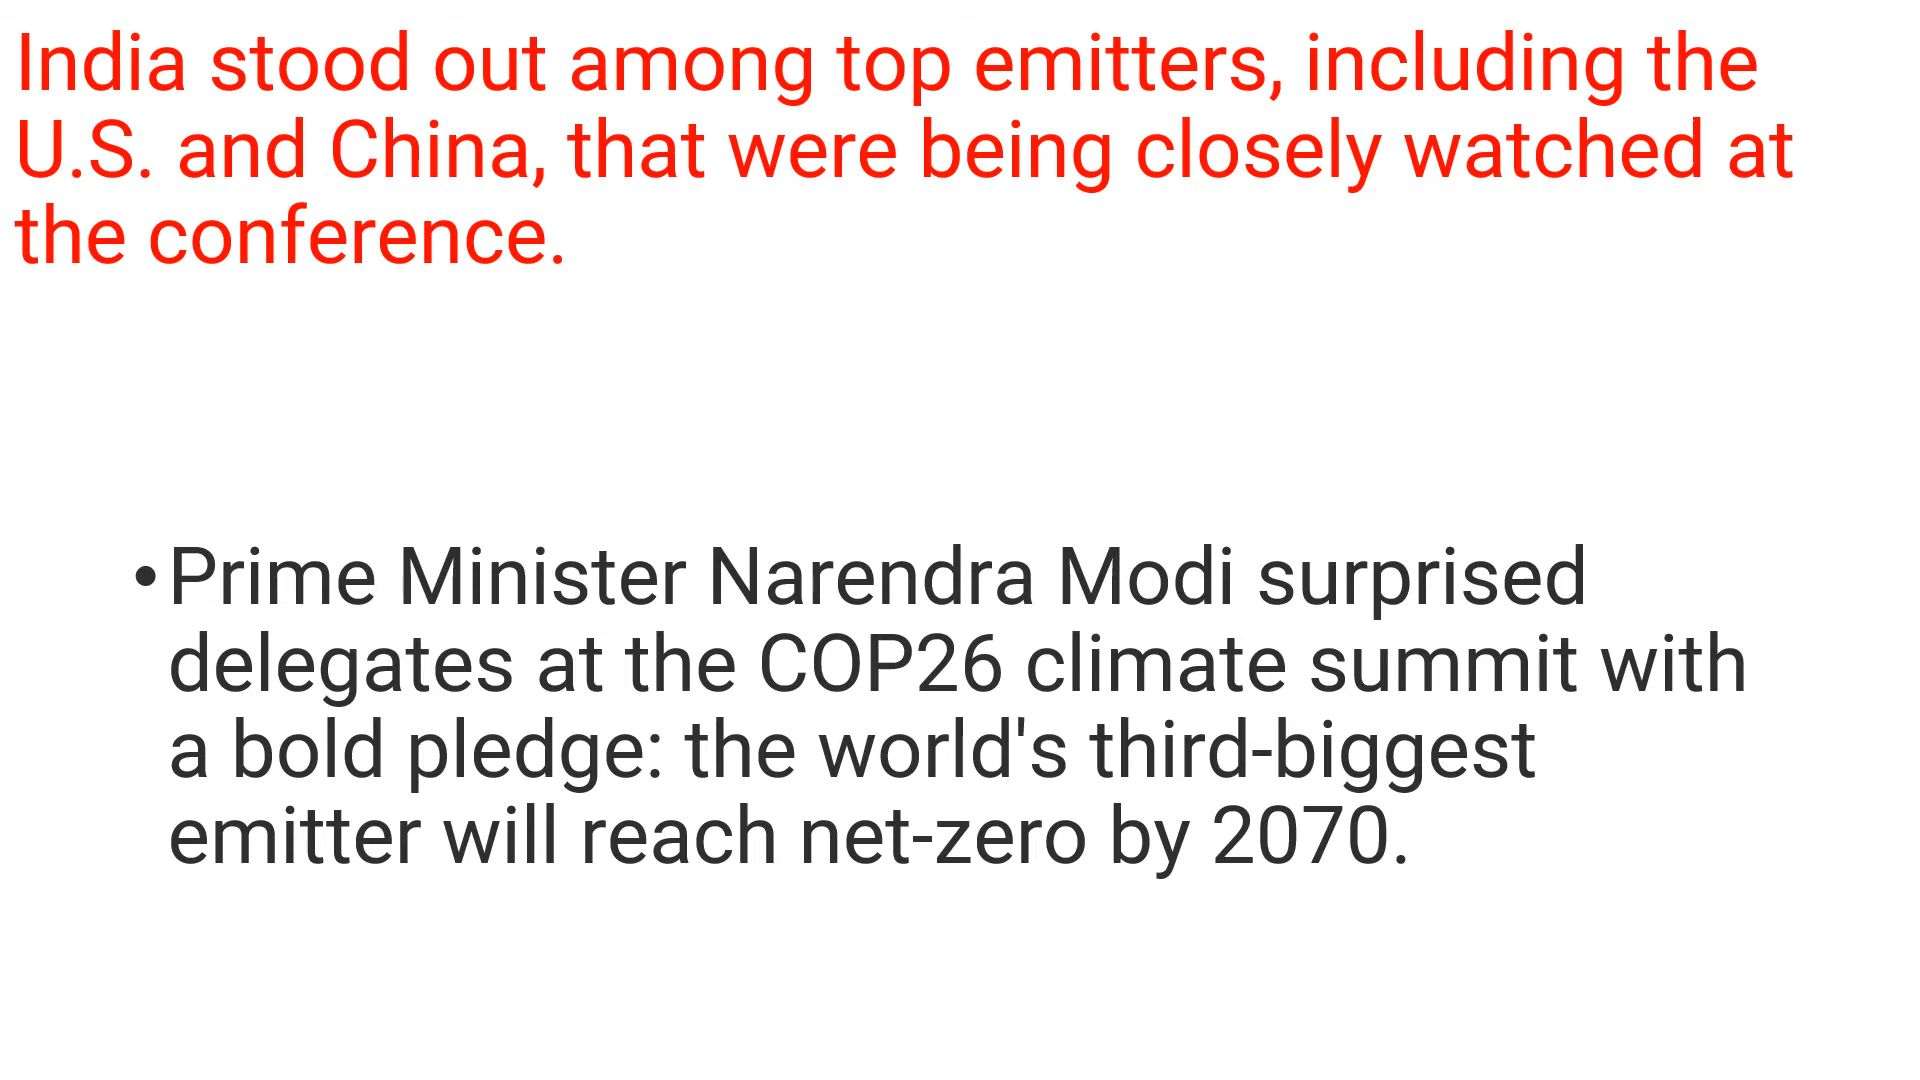 India stood out among top emitters, including the
U.S. and China, that were being closely watched at
the conference.
•Prime Minister Narendra Modi surprised
delegates at the COP26 climate summit with
a bold pledge: the world's third-biggest
emitter will reach net-zero by 2070.